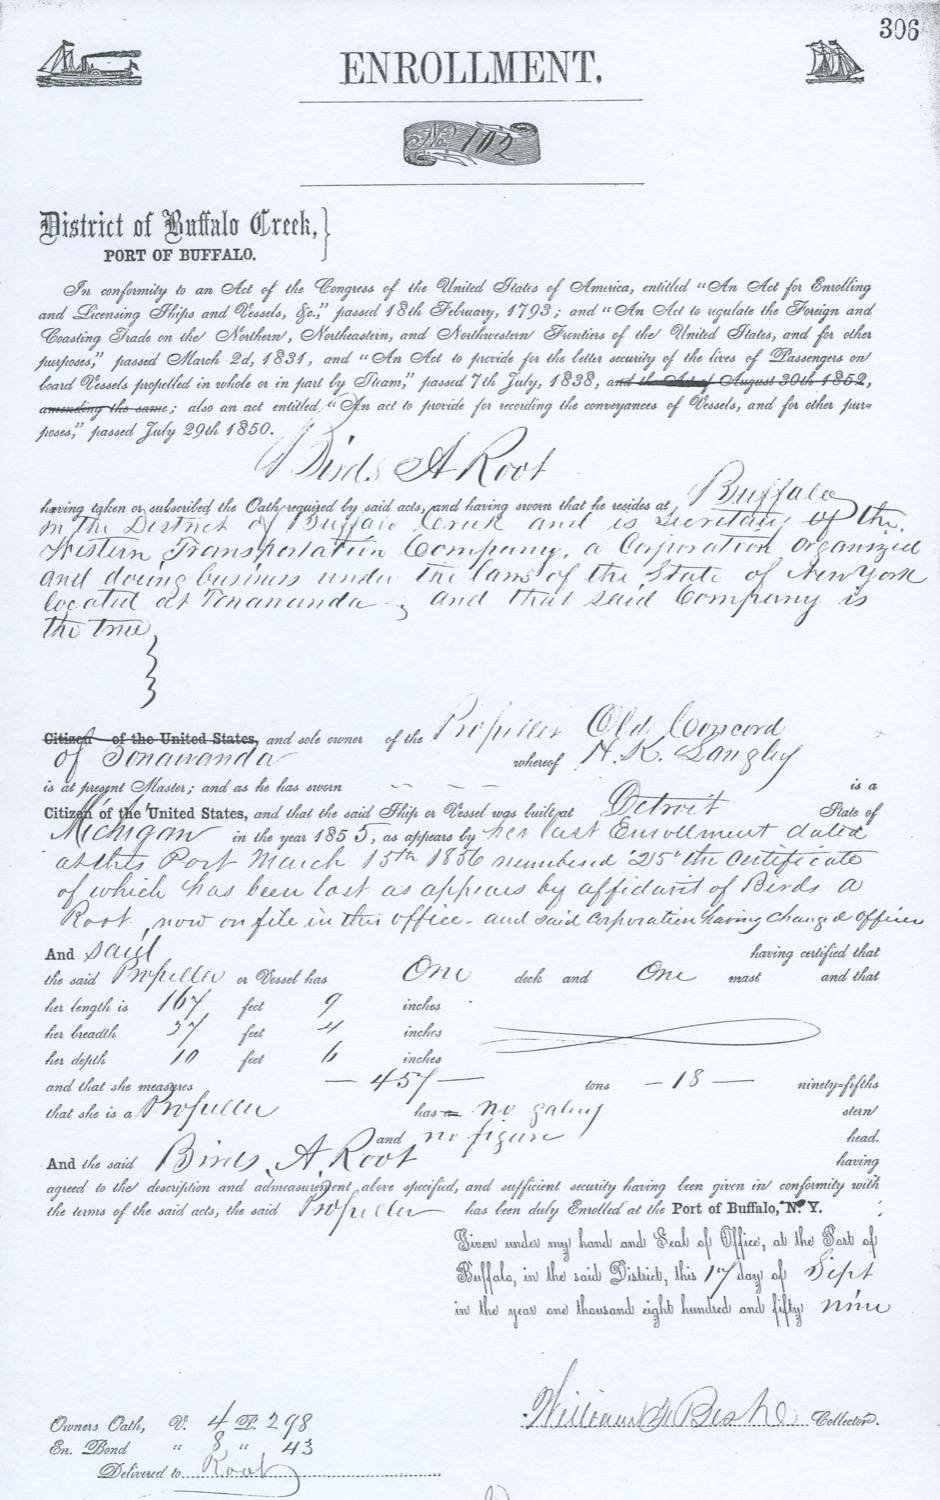 306
ENROLLMENT.
No. 102
District of Buffalo Creek,
PORT OF BUFFALO.
In conformity to an Act of the Congress of the United States of America, entitled "An Act for Enrolling
and Licensing Ships and Vessels, &c.," passed 18th February, 1793; and "An Act to regulate the Foreign and
Coasting Trade on the Northern, Northeastern, and Northwestern Frontiers of the United States, and for other
purposes," passed March 2d, 1831, and "An Act to provide for the better security of the lives of Passengers on
board Vessels propelled in whole or in part by Steam," passed 7th July, 1838, and the Act of August 30th 1852,
amending the same; also an act entitled, "An act to provide for recording the conveyances of Vessels, and for other pur=
poses," passed July 29th 1850.
Birds A Root
having taken or subscribed the Oath required by said acts, and having sworn that he resides at Buffalo
in the District of Buffalo Creek and is Secretary of the
Western Transportation Company, a Corporation organized
and doing business under the laws of the State of New York
located at Tonawanda, and that said Company is
the true
Citizen of the United States, and sole owner of the Propeller Old Concord
of Tonawanda whereof H. K. Langley
is at present Master; and as he has sworn is a
Citizen of the United States, and that the said Ship or Vessel was built at Detroit State of
Michigan in the year 1855, as appears by her last Enrollment dated
at this Port March 15th 1856 numbered "25" the certificate
of which has been lost as appears by affidavit of Birds A
Root, now on file in this office - and said Corporation having changed officers
And said having certified that
the said Propeller or Vessel has One deck and One mast and that
her length is 167 feet 9 inches
her breadth 37 feet 4 inches
her depth 10 feet 6 inches
and that she measures — 457 — tons — 18 — ninety=fifths
that she is a Propeller has a no galery stern
and no figure head.
And the said Birds A Root having
agreed to the description and admeasurement above specified, and sufficient security having been given in conformity with
the terms of the said acts, the said Propeller has been duly Enrolled at the Port of Buffalo, N. Y.
Given under my hand and Seal of Office, at the Port of
Buffalo, in the said District, this 17 day of Sept
in the year one thousand eight hundred and fifty nine
William Collector.
Owners Oath, V. 4 P. 298
En. Bond " 8 " 43
Delivered to Root